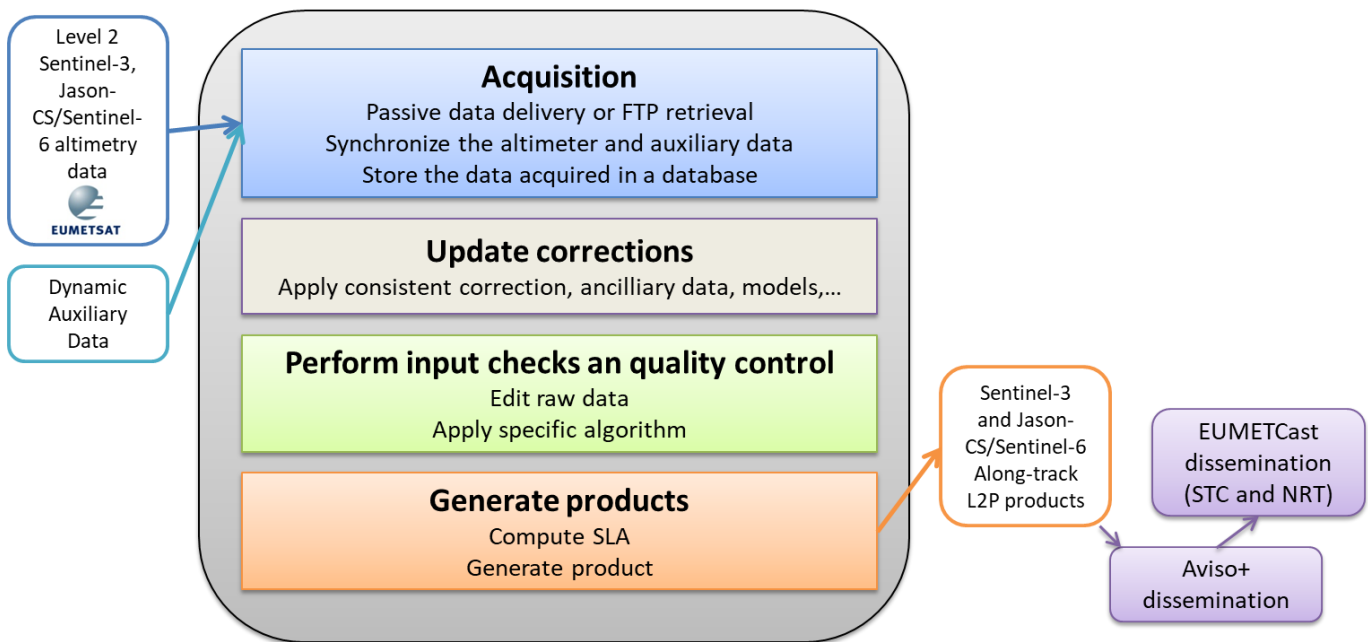 Level 2
Sentinel-3,
Jason-
CS/Sentinel-
6 altimetry
data
EUMETSAT
Dynamic
Auxiliary
Data
Acquisition
Passive data delivery or FTP retrieval
Synchronize the altimeter and auxiliary data
Store the data acquired in a database
Update corrections
Apply consistent correction, ancilliary data, models,...
Perform input checks an quality control
Edit raw data
Apply specific algorithm
Generate products
Compute SLA
Generate product
Sentinel-3
and Jason-
CS/Sentinel-6
Along-track
L2P products
EUMETCast
dissemination
(STC and NRT)
Aviso+
dissemination